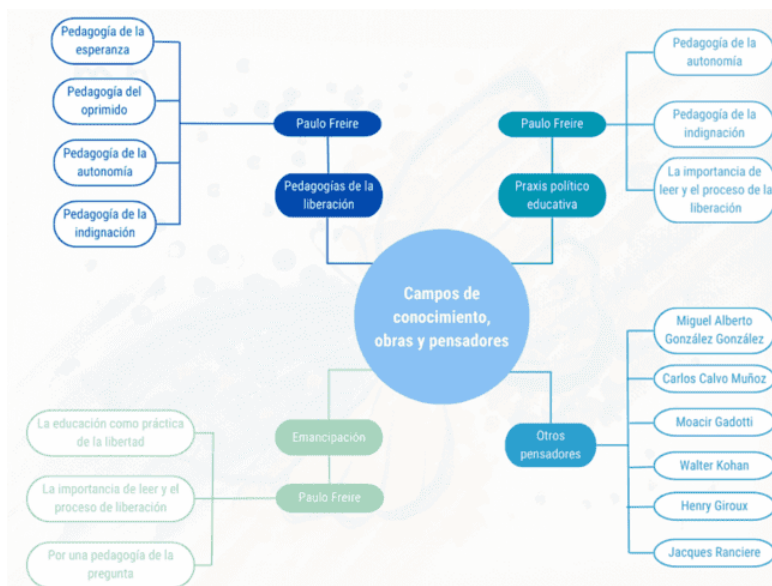 Pedagogía de la
esperanza
Pedagogía del
oprimido
Pedagogía de la
autonomía
Pedagogía de la
indignación
Paulo Freire
Pedagogías de la
liberación
Paulo Freire
Praxis político
educativa
Pedagogía de la
autonomía
Pedagogía de la
indignación
La importancia de
leer y el proceso de la
liberación
Campos de
conocimiento,
obras y pensadores
Emancipación
Paulo Freire
La educación como práctica
de la libertad
La importancia de leer y el
proceso de liberación
Por una pedagogía de la
pregunta
Otros
pensadores
Miguel Alberto
González González
Carlos Calvo Muñoz
Moacir Gadotti
Walter Kohan
Henry Giroux
Jacques Ranciere